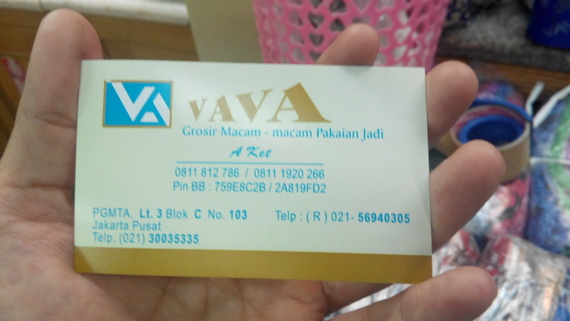 VA
VAVA
Grosir Macam - macam Pakaian Jadi
A Ket
0811 812 786 / 0811 1920 266
Pin BB : 759E8C2B / 2A819FD2
PGMTA. Lt. 3 Blok C No. 103 Telp : ( R ) 021- 56940305
Jakarta Pusat
Telp. (021) 30035335